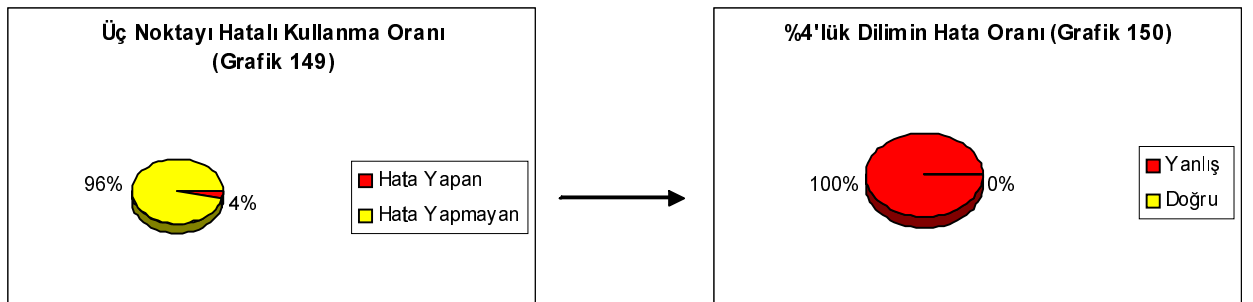 Üç Noktayı Hatalı Kullanma Oranı
(Grafik 149)
96%
4%
Hata Yapan
Hata Yapmayan
%4'lük Dilimin Hata Oranı (Grafik 150)
100%
0%
Yanlış
Doğru